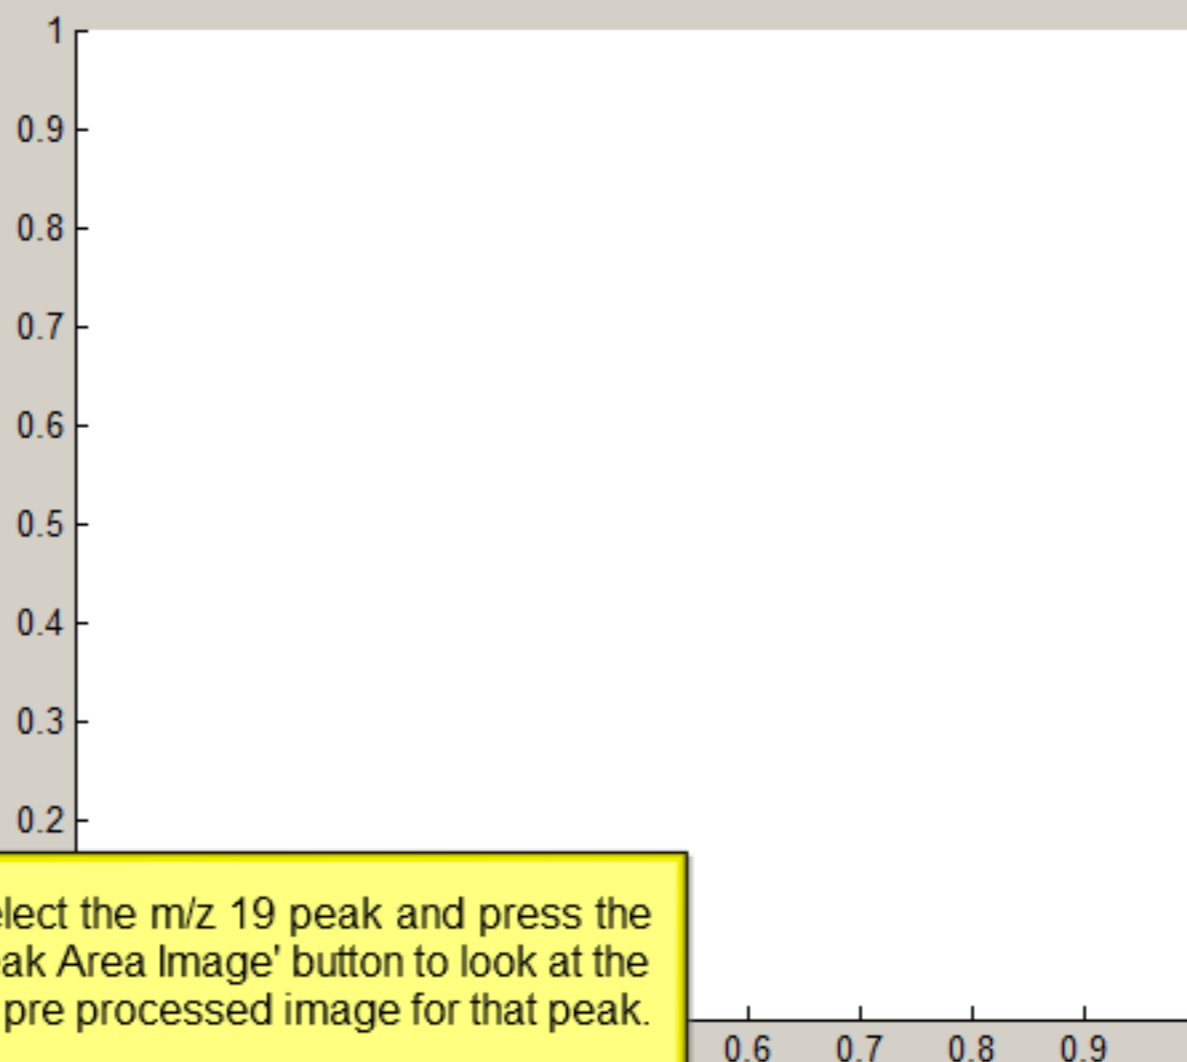 1
0.9
0.8
0.7
0.6
0.5
0.4
0.3
0.2
elect the m/z 19 peak and press the
ak Area Image' button to look at the
pre processed image for that peak.
0.6 0.7 0.8 0.9